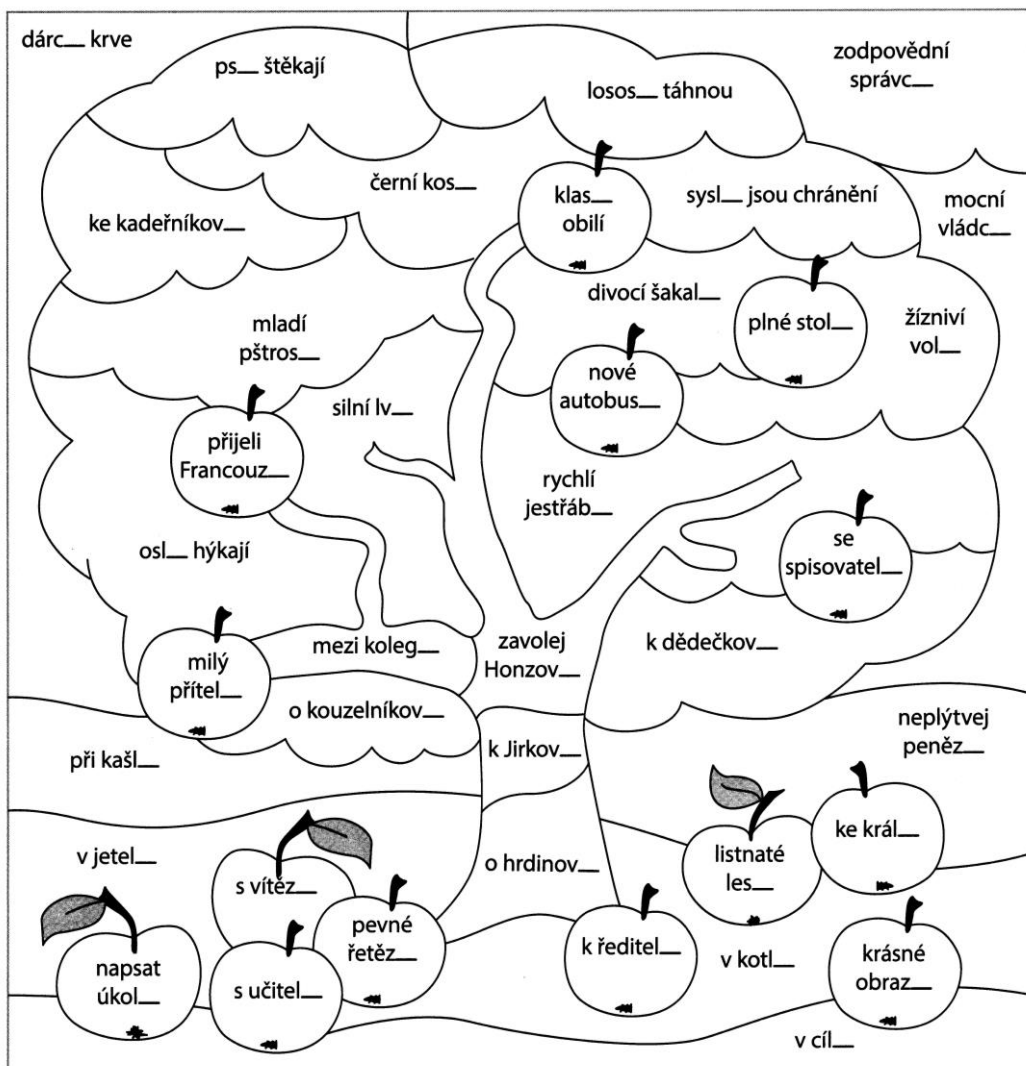 dárc__ krve
ps__ štěkají
losos__ táhnou
zodpovědní
správc__
černí kos__
klas__
obilí
sysl__ jsou chránění
mocní
vládc__
ke kadeřníkov__
divocí šakal__
plné stol__
žízniví
vol__
mladí
pštros__
nové
autobus__
silní lv__
přijeli
Francouz__
rychlí
jestřáb__
osl__ hýkají
se
spisovatel__
mezi koleg__
zavolej
Honzov__
k dědečkov__
milý
přítel__
o kouzelníkov__
k Jirkov__
neplýtvej
peněz__
při kašl__
ke král__
v jetel__
s vítěz__
o hrdinov__
listnaté
les__
pevné
řetěz__
k ředitel__
v kotl__
krásné
obraz__
napsat
úkol__
s učitel__
v cíl__